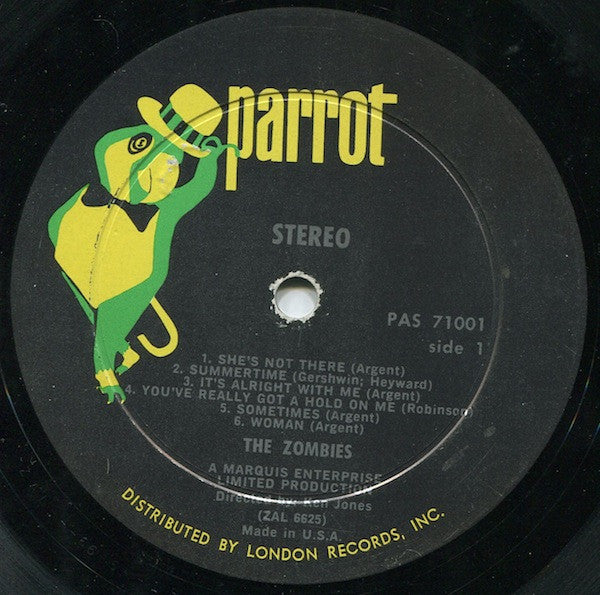 parrot
STEREO
PAS 71001
side 1
1. SHE'S NOT THERE (Argent)
2. SUMMERTIME (Gershwin; Heyward)
3. IT'S ALRIGHT WITH ME (Argent)
4. YOU'VE REALLY GOT A HOLD ON ME (Robinson)
5. SOMETIMES (Argent)
6. WOMAN (Argent)
THE ZOMBIES
A MARQUIS ENTERPRISE
LIMITED PRODUCTION
Directed by: Ken Jones
(ZAL 6625)
Made in U.S.A.
DISTRIBUTED BY LONDON RECORDS, INC.